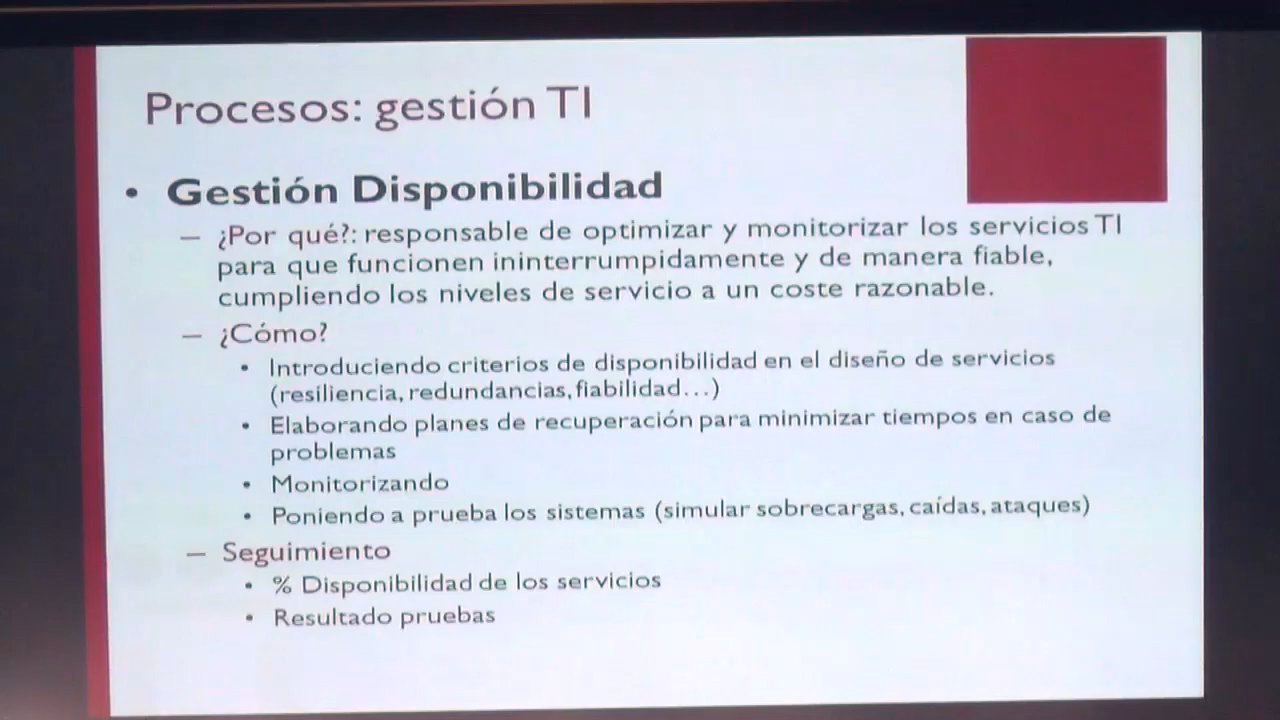 Procesos: gestión TI
• Gestión Disponibilidad
– ¿Por qué?: responsable de optimizar y monitorizar los servicios TI
para que funcionen ininterrumpidamente y de manera fiable,
cumpliendo los niveles de servicio a un coste razonable.
– ¿Cómo?
• Introduciendo criterios de disponibilidad en el diseño de servicios
(resiliencia, redundancias, fiabilidad...)
• Elaborando planes de recuperación para minimizar tiempos en caso de
problemas
• Monitorizando
• Poniendo a prueba los sistemas (simular sobrecargas, caídas, ataques)
– Seguimiento
• % Disponibilidad de los servicios
• Resultado pruebas